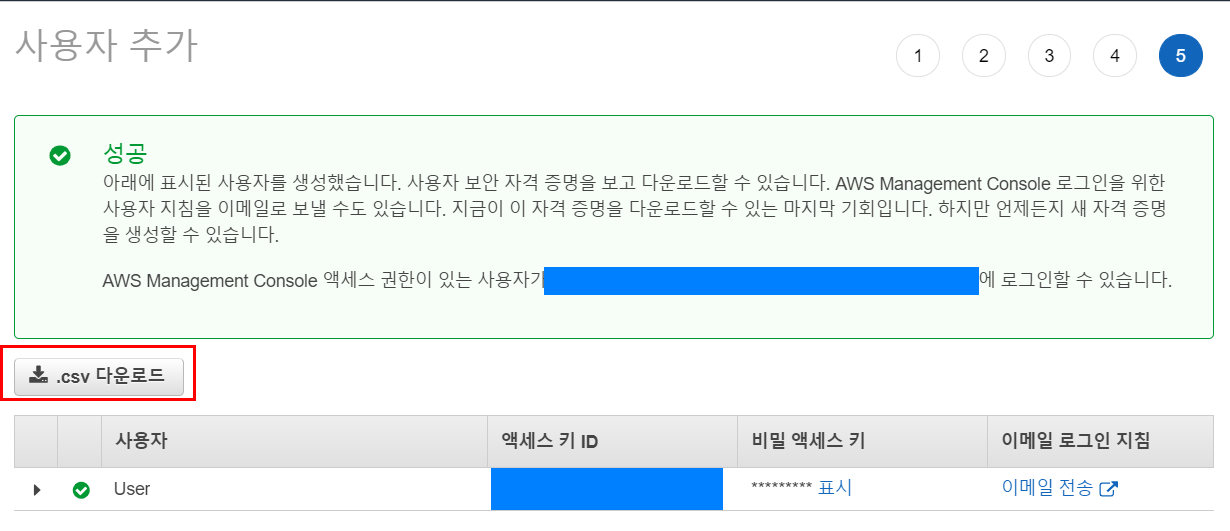 사용자 추가
1 2 3 4 5
성공
아래에 표시된 사용자를 생성했습니다. 사용자 보안 자격 증명을 보고 다운로드할 수 있습니다. AWS Management Console 로그인을 위한
사용자 지침을 이메일로 보낼 수도 있습니다. 지금이 이 자격 증명을 다운로드할 수 있는 마지막 기회입니다. 하지만 언제든지 새 자격 증명
을 생성할 수 있습니다.
AWS Management Console 액세스 권한이 있는 사용자가 에 로그인할 수 있습니다.
.csv 다운로드
사용자 액세스 키 ID 비밀 액세스 키 이메일 로그인 지침
User ********* 표시 이메일 전송